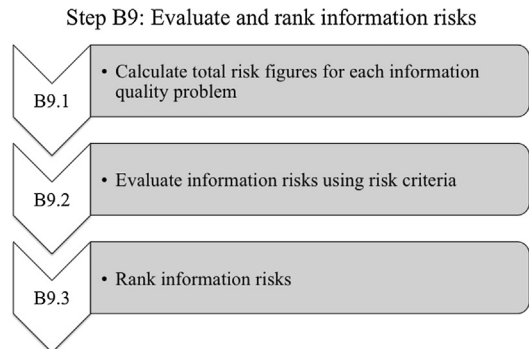 Step B9: Evaluate and rank information risks
B9.1
• Calculate total risk figures for each information
quality problem
B9.2
• Evaluate information risks using risk criteria
B9.3
• Rank information risks